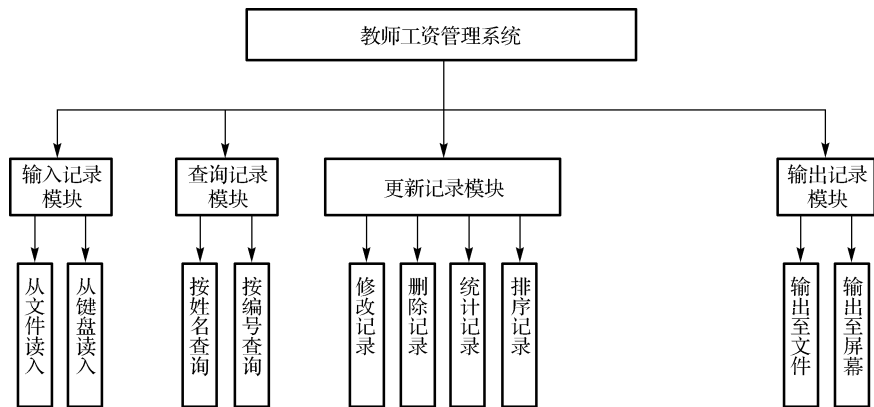 教师工资管理系统
输入记录
模块
查询记录
模块
更新记录模块
输出记录
模块
从文件读入
从键盘读入
按姓名查询
按编号查询
修改记录
删除记录
统计记录
排序记录
输出至文件
输出至屏幕